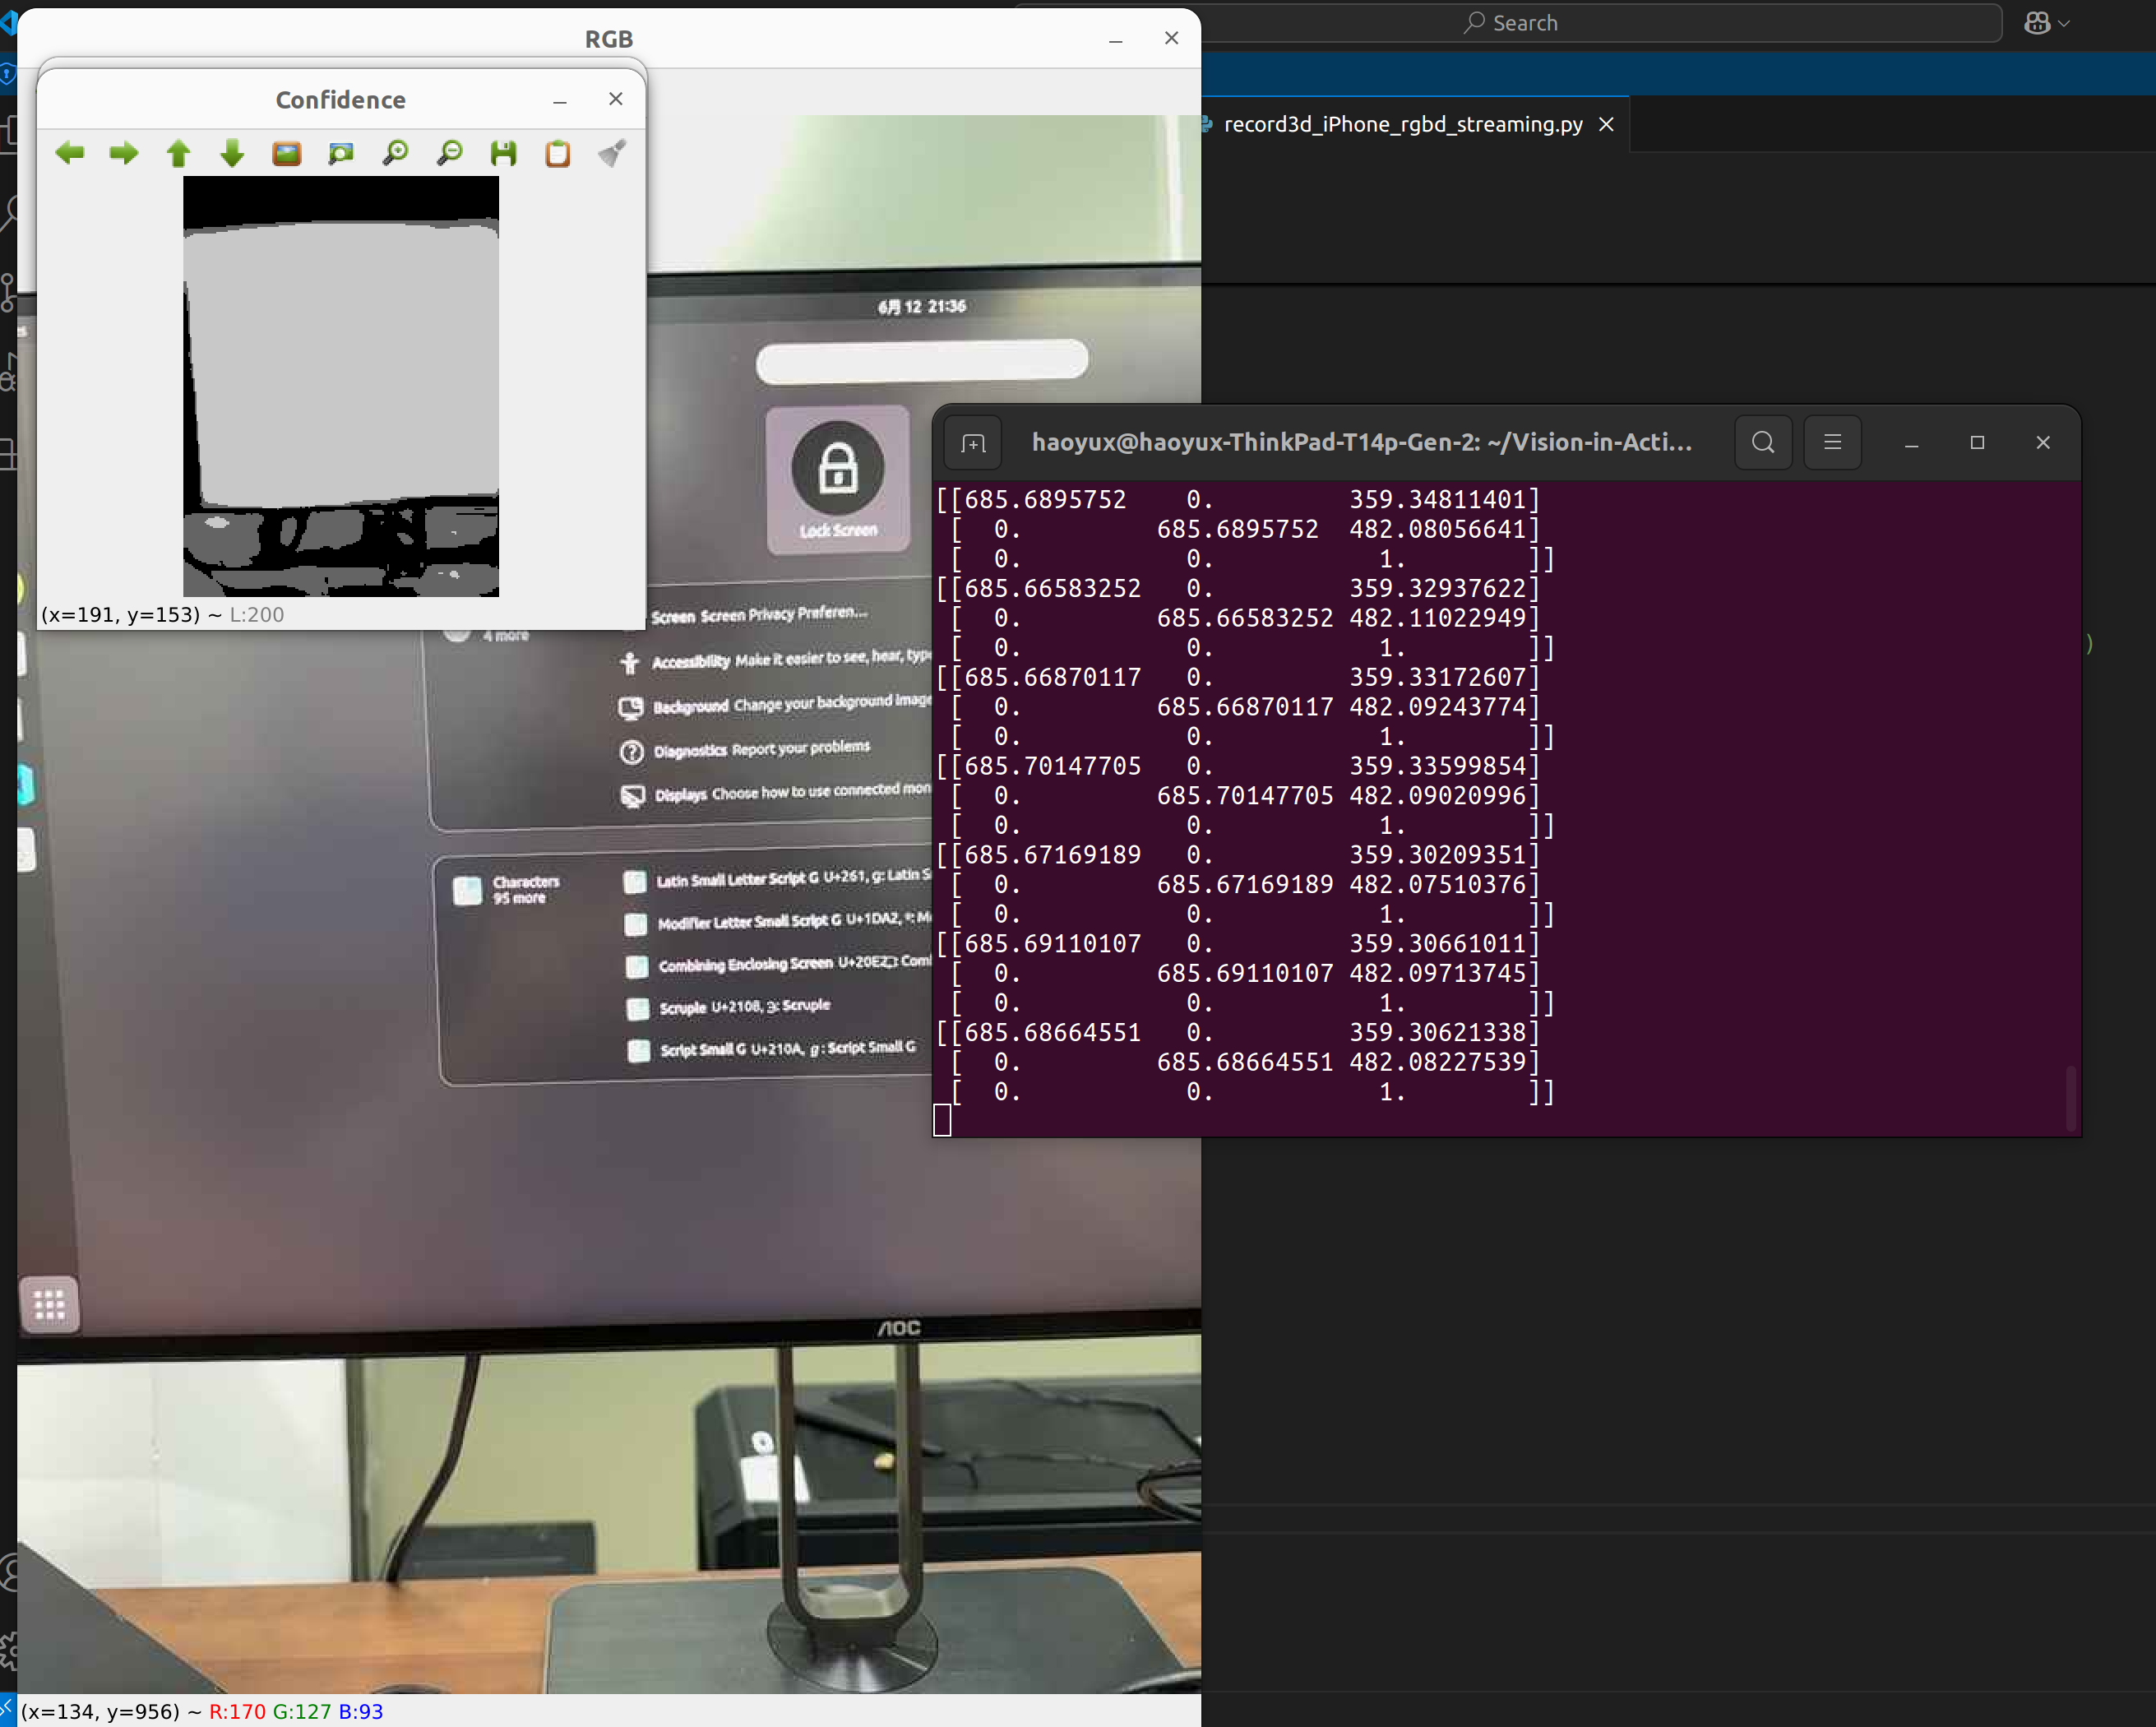 Search
RGB
Confidence
record3d_iPhone_rgbd_streaming.py
(x=191, y=153) ~ L:200
6月 12 21:36
Lock Screen
4 more
Screen Screen Privacy Preferen...
Accessibility Make it easier to see, hear, type
Background Change your background image
Diagnostics Report your problems
Displays Choose how to use connected mon
Characters
95 more
Latin Small Letter Script G U+261, g: Latin S
Modifier Letter Small Script G U+1DA2,
Combining Enclosing Screen U+20E2 Com
Scruple U+2108, ℈: Scruple
Script Small G U+210A, ℊ: Script Small G
AOC
haoyux@haoyux-ThinkPad-T14p-Gen-2: ~/Vision-in-Acti...
[[685.6895752 0. 359.34811401]
[ 0. 685.6895752 482.08056641]
[ 0. 0. 1. ]]
[[685.66583252 0. 359.32937622]
[ 0. 685.66583252 482.11022949]
[ 0. 0. 1. ]]
[[685.66870117 0. 359.33172607]
[ 0. 685.66870117 482.09243774]
[ 0. 0. 1. ]]
[[685.70147705 0. 359.33599854]
[ 0. 685.70147705 482.09020996]
[ 0. 0. 1. ]]
[[685.67169189 0. 359.30209351]
[ 0. 685.67169189 482.07510376]
[ 0. 0. 1. ]]
[[685.69110107 0. 359.30661011]
[ 0. 685.69110107 482.09713745]
[ 0. 0. 1. ]]
[[685.68664551 0. 359.30621338]
[ 0. 685.68664551 482.08227539]
[ 0. 0. 1. ]]
)
(x=134, y=956) ~ R:170 G:127 B:93